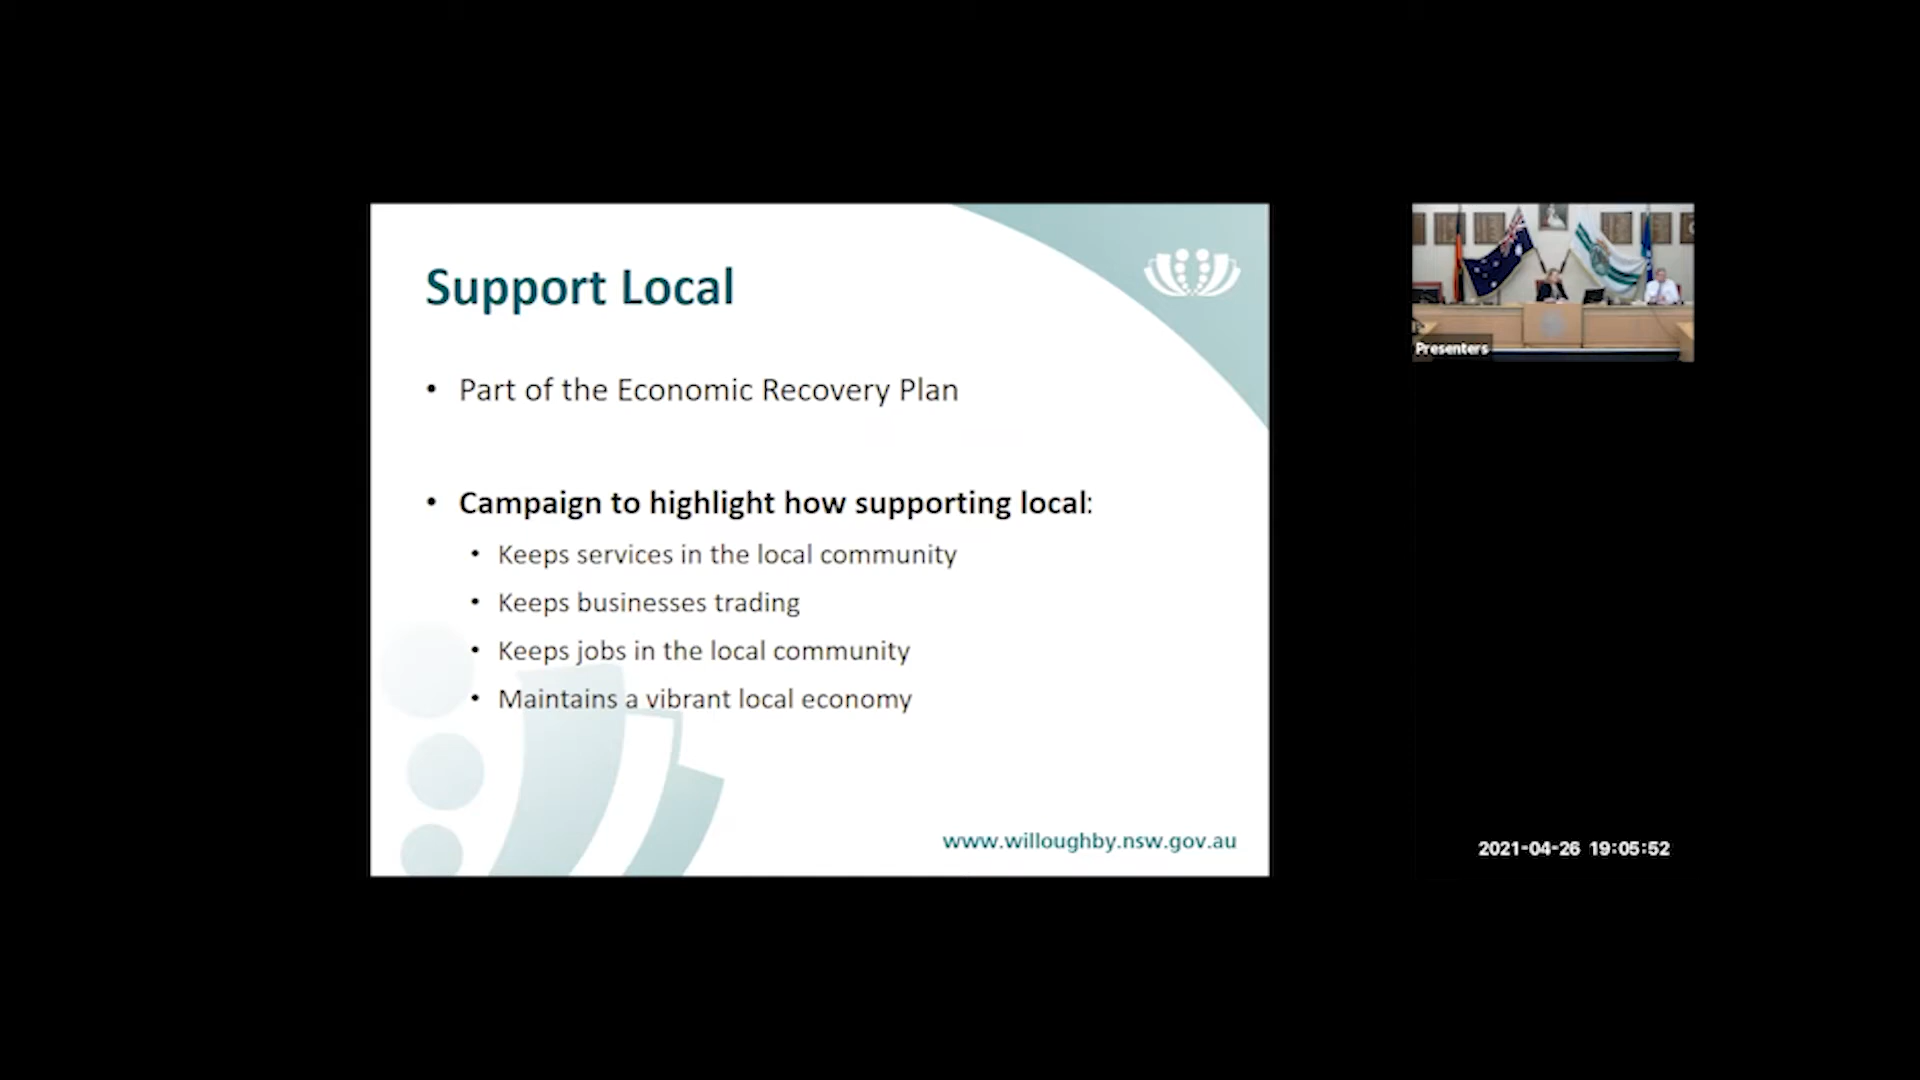 Support Local
• Part of the Economic Recovery Plan
• Campaign to highlight how supporting local:
• Keeps services in the local community
• Keeps businesses trading
• Keeps jobs in the local community
• Maintains a vibrant local economy
www.willoughby.nsw.gov.au
Presenters
2021-04-26 19:05:52